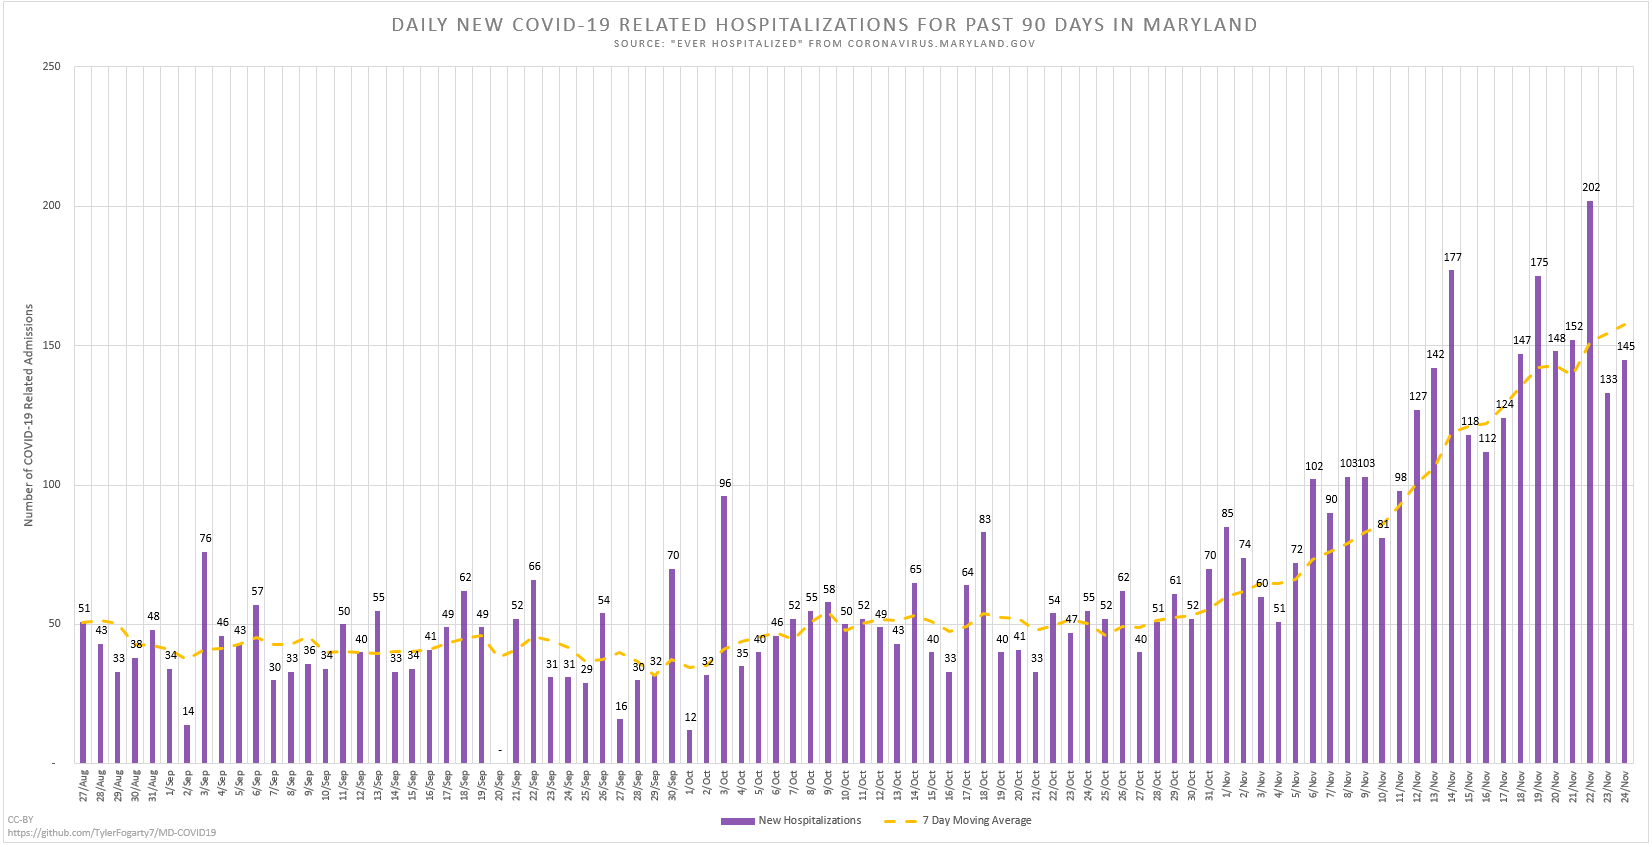 DAILY NEW COVID-19 RELATED HOSPITALIZATIONS FOR PAST 90 DAYS IN MARYLAND
SOURCE: "EVER HOSPITALIZED" FROM CORONAVIRUS.MARYLAND.GOV
Number of COVID-19 Related Admissions
250
200
150
100
50
-
51 43 33 38 48 34 14 76 46 43 57 30 33 36 34 50 40 55 33 34 41 49 62 49 - 52 66 31 31 29 54 16 30 32 70 12 32 96 35 40 46 52 55 58 50 52 49 43 65 40 33 64 83 40 41 33 54 47 55 52 62 40 51 61 52 70 85 74 60 51 72 102 90 103 103 81 98 127 142 177 118 112 124 147 175 148 152 202 133 145
27/Aug 28/Aug 29/Aug 30/Aug 31/Aug 1/Sep 2/Sep 3/Sep 4/Sep 5/Sep 6/Sep 7/Sep 8/Sep 9/Sep 10/Sep 11/Sep 12/Sep 13/Sep 14/Sep 15/Sep 16/Sep 17/Sep 18/Sep 19/Sep 20/Sep 21/Sep 22/Sep 23/Sep 24/Sep 25/Sep 26/Sep 27/Sep 28/Sep 29/Sep 30/Sep 1/Oct 2/Oct 3/Oct 4/Oct 5/Oct 6/Oct 7/Oct 8/Oct 9/Oct 10/Oct 11/Oct 12/Oct 13/Oct 14/Oct 15/Oct 16/Oct 17/Oct 18/Oct 19/Oct 20/Oct 21/Oct 22/Oct 23/Oct 24/Oct 25/Oct 26/Oct 27/Oct 28/Oct 29/Oct 30/Oct 31/Oct 1/Nov 2/Nov 3/Nov 4/Nov 5/Nov 6/Nov 7/Nov 8/Nov 9/Nov 10/Nov 11/Nov 12/Nov 13/Nov 14/Nov 15/Nov 16/Nov 17/Nov 18/Nov 19/Nov 20/Nov 21/Nov 22/Nov 23/Nov 24/Nov
New Hospitalizations 7 Day Moving Average
CC-BY
https://github.com/TylerFogarty7/MD-COVID19